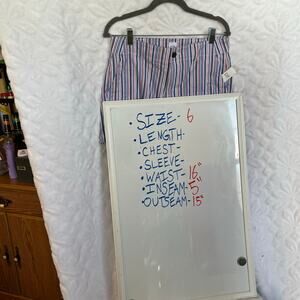 •SIZE- 6
•LENGTH-
•CHEST-
•SLEEVE-
•WAIST-16"
•INSEAM-5"
•OUTSEAM-15"